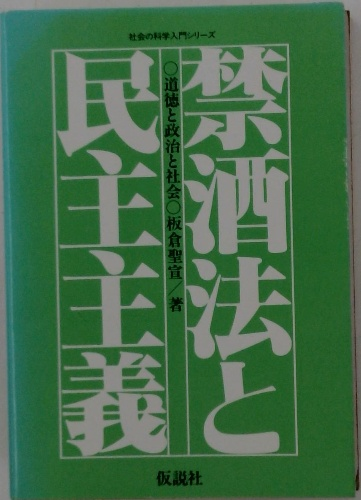 社会の科学入門シリーズ
禁酒法と
民主主義
○道徳と政治と社会○板倉聖宣/著
仮説社